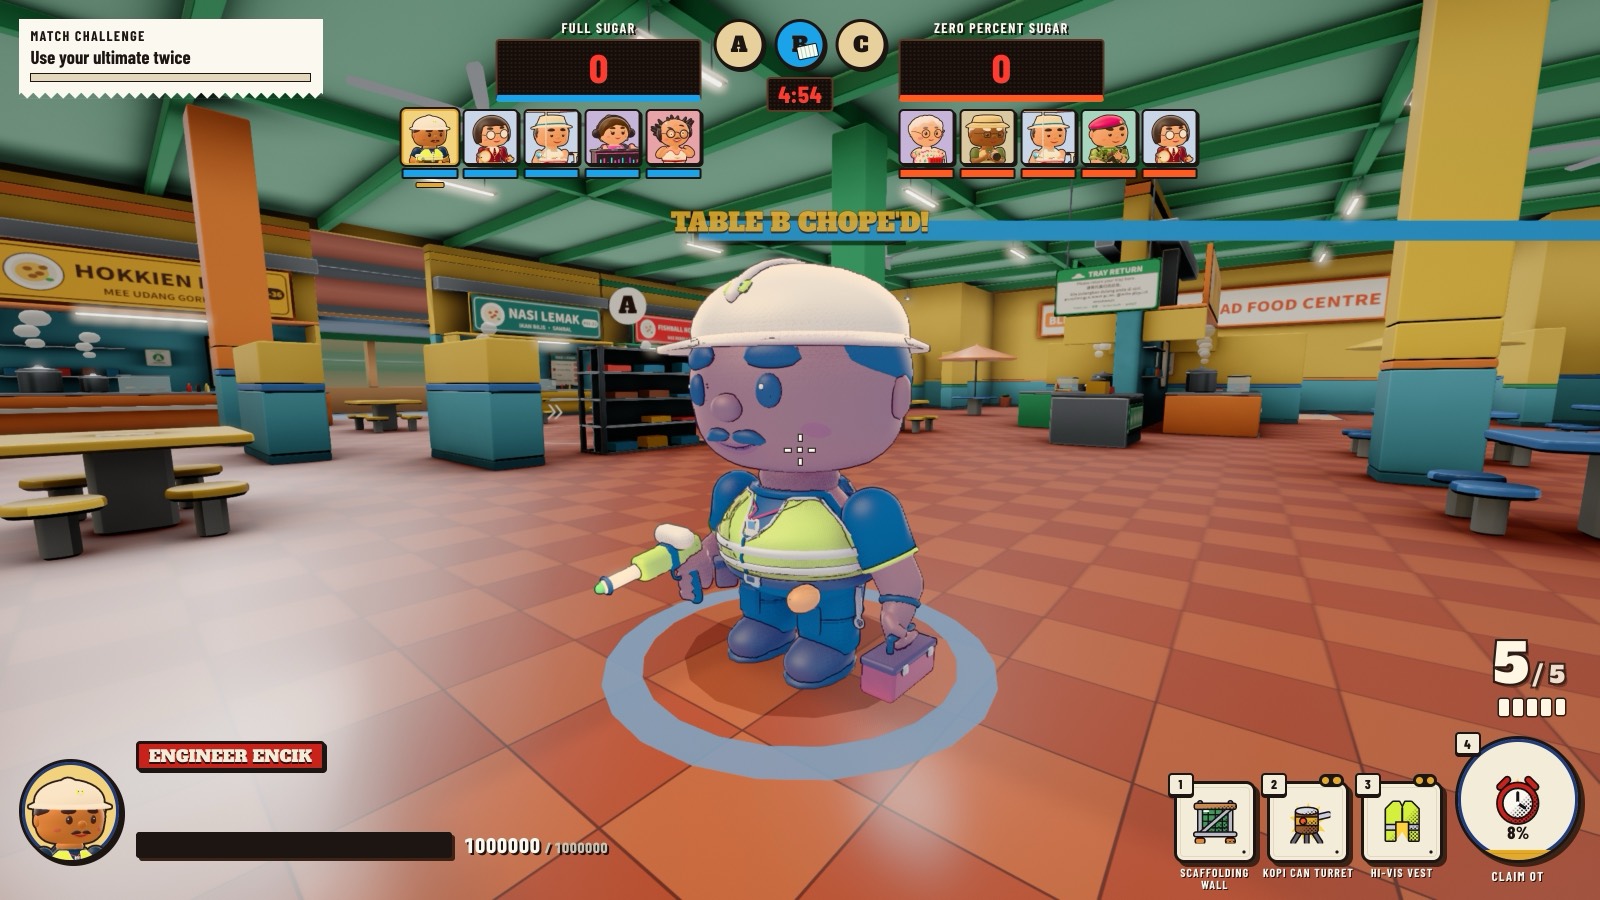 MATCH CHALLENGE
Use your ultimate twice
FULL SUGAR
0
A
B
C
4:54
ZERO PERCENT SUGAR
0
TABLE B CHOPE'D!
HOKKIEN
MEE UDANG
NASI LEMAK
A
TRAY RETURN
AD FOOD CENTRE
ENGINEER ENCIK
1000000 / 1000000
5/5
1
2
3
4
8%
SCAFFOLDING
WALL
KOPI CAN TURRET
HI-VIS VEST
CLAIM OT